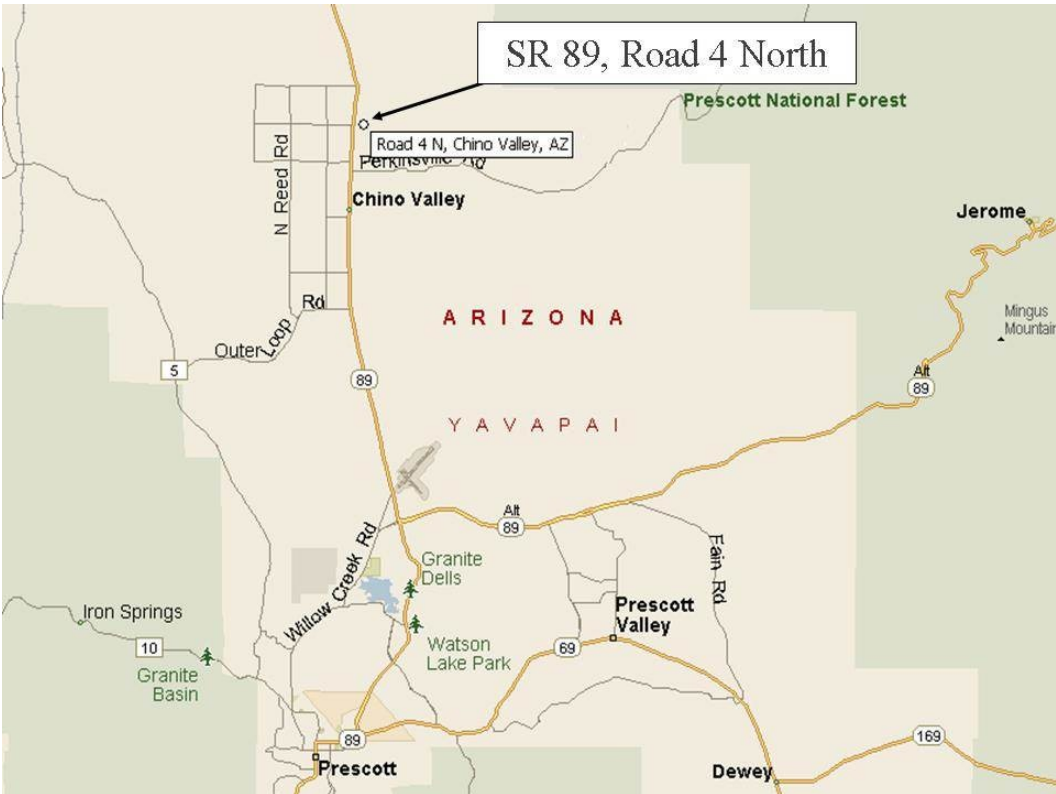 SR 89, Road 4 North
Prescott National Forest
Road 4 N, Chino Valley, AZ
Perkinsville Rd
N Reed Rd
Chino Valley
Jerome
Rd
Outer Loop
ARIZONA
Mingus
Mountain
5
89
Alt
89
YAVAPAI
Alt
89
Willow Creek Rd
Granite
Dells
Fain Rd
Iron Springs
Prescott
Valley
10
Watson
Lake Park
69
Granite
Basin
89
169
Prescott
Dewey